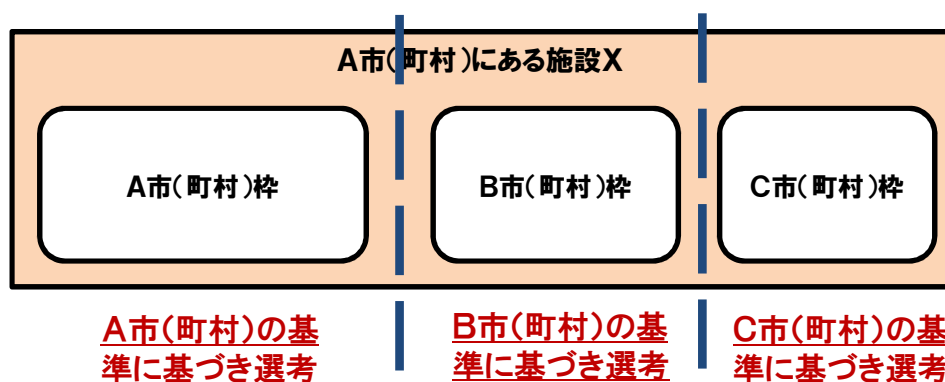 A市(町村)にある施設X
A市(町村)枠
B市(町村)枠
C市(町村)枠
A市(町村)の基
準に基づき選考
B市(町村)の基
準に基づき選考
C市(町村)の基
準に基づき選考